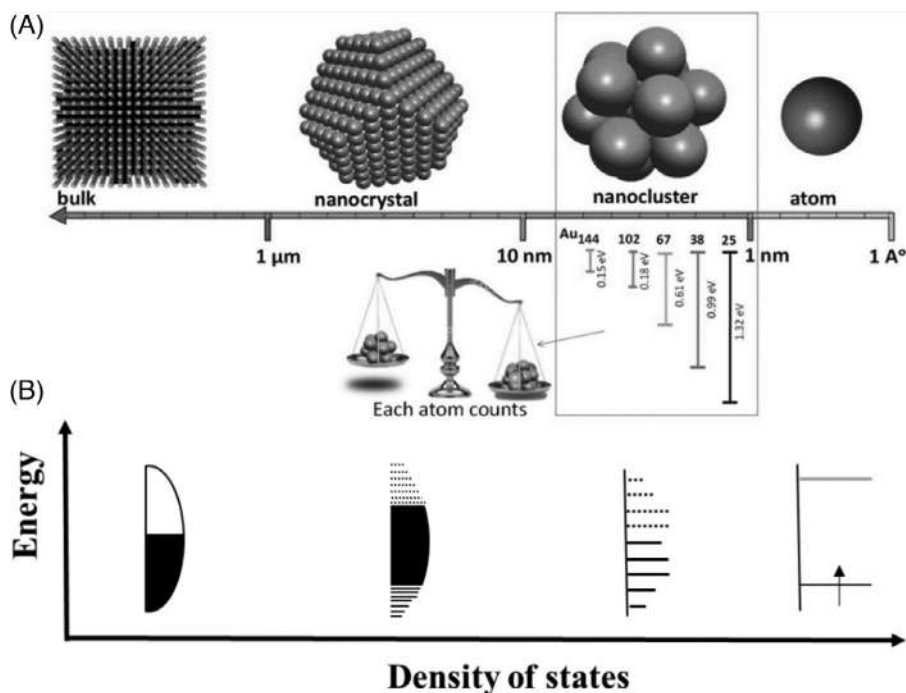 (A)
bulk
nanocrystal
nanocluster
atom
1 µm
10 nm
1 nm
1 A°
Au144 102 67 38 25
0.15 eV
0.18 eV
0.61 eV
0.99 eV
1.32 eV
Each atom counts
(B)
Energy
Density of states